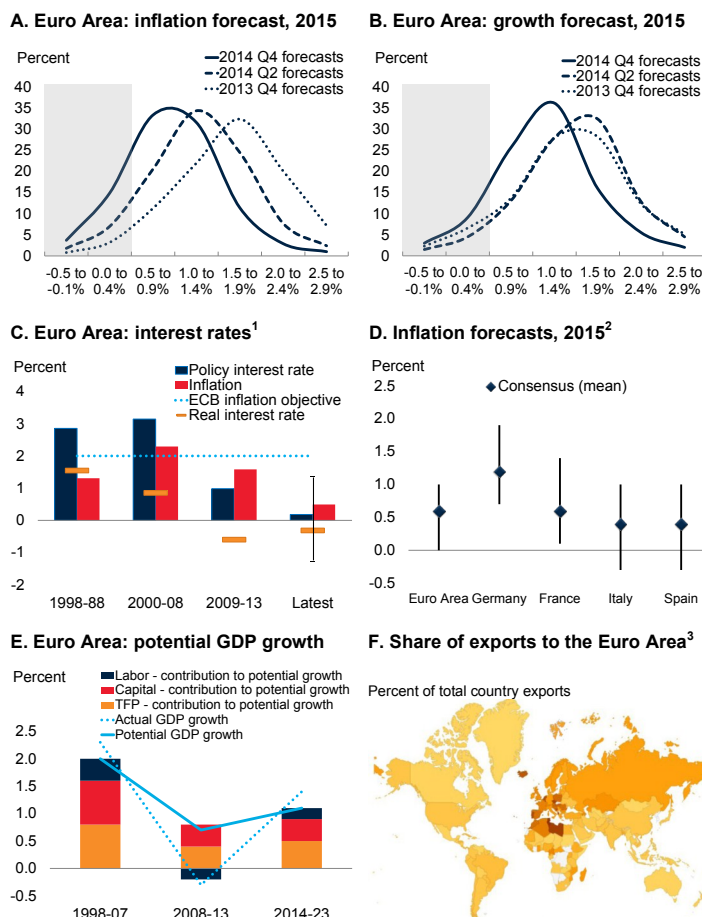 A. Euro Area: inflation forecast, 2015
Percent
2014 Q4 forecasts
2014 Q2 forecasts
2013 Q4 forecasts
40
35
30
25
20
15
10
5
0
-0.5 to 0.0 to 0.5 to 1.0 to 1.5 to 2.0 to 2.5 to
-0.1% 0.4% 0.9% 1.4% 1.9% 2.4% 2.9%
B. Euro Area: growth forecast, 2015
Percent
2014 Q4 forecasts
2014 Q2 forecasts
2013 Q4 forecasts
40
35
30
25
20
15
10
5
0
-0.5 to 0.0 to 0.5 to 1.0 to 1.5 to 2.0 to 2.5 to
-0.1% 0.4% 0.9% 1.4% 1.9% 2.4% 2.9%
C. Euro Area: interest rates¹
Percent
Policy interest rate
Inflation
ECB inflation objective
Real interest rate
4
3
2
1
0
-1
-2
1998-88 2000-08 2009-13 Latest
D. Inflation forecasts, 2015²
Percent
Consensus (mean)
2.5
2.0
1.5
1.0
0.5
0.0
-0.5
Euro Area Germany France Italy Spain
E. Euro Area: potential GDP growth
Percent
Labor - contribution to potential growth
Capital - contribution to potential growth
TFP - contribution to potential growth
Actual GDP growth
Potential GDP growth
2.5
2.0
1.5
1.0
0.5
0.0
-0.5
1998-07 2008-13 2014-23
F. Share of exports to the Euro Area³
Percent of total country exports